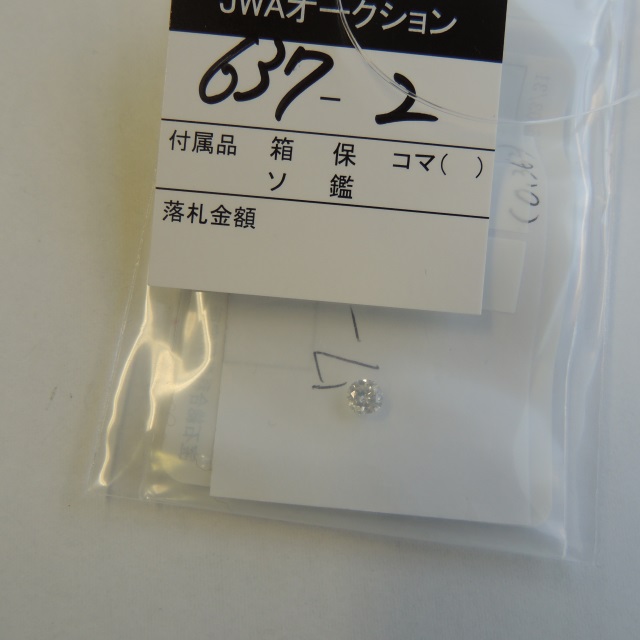 JWAオークション
637-2
付属品 箱 保 コマ( )
ソ 鑑
落札金額